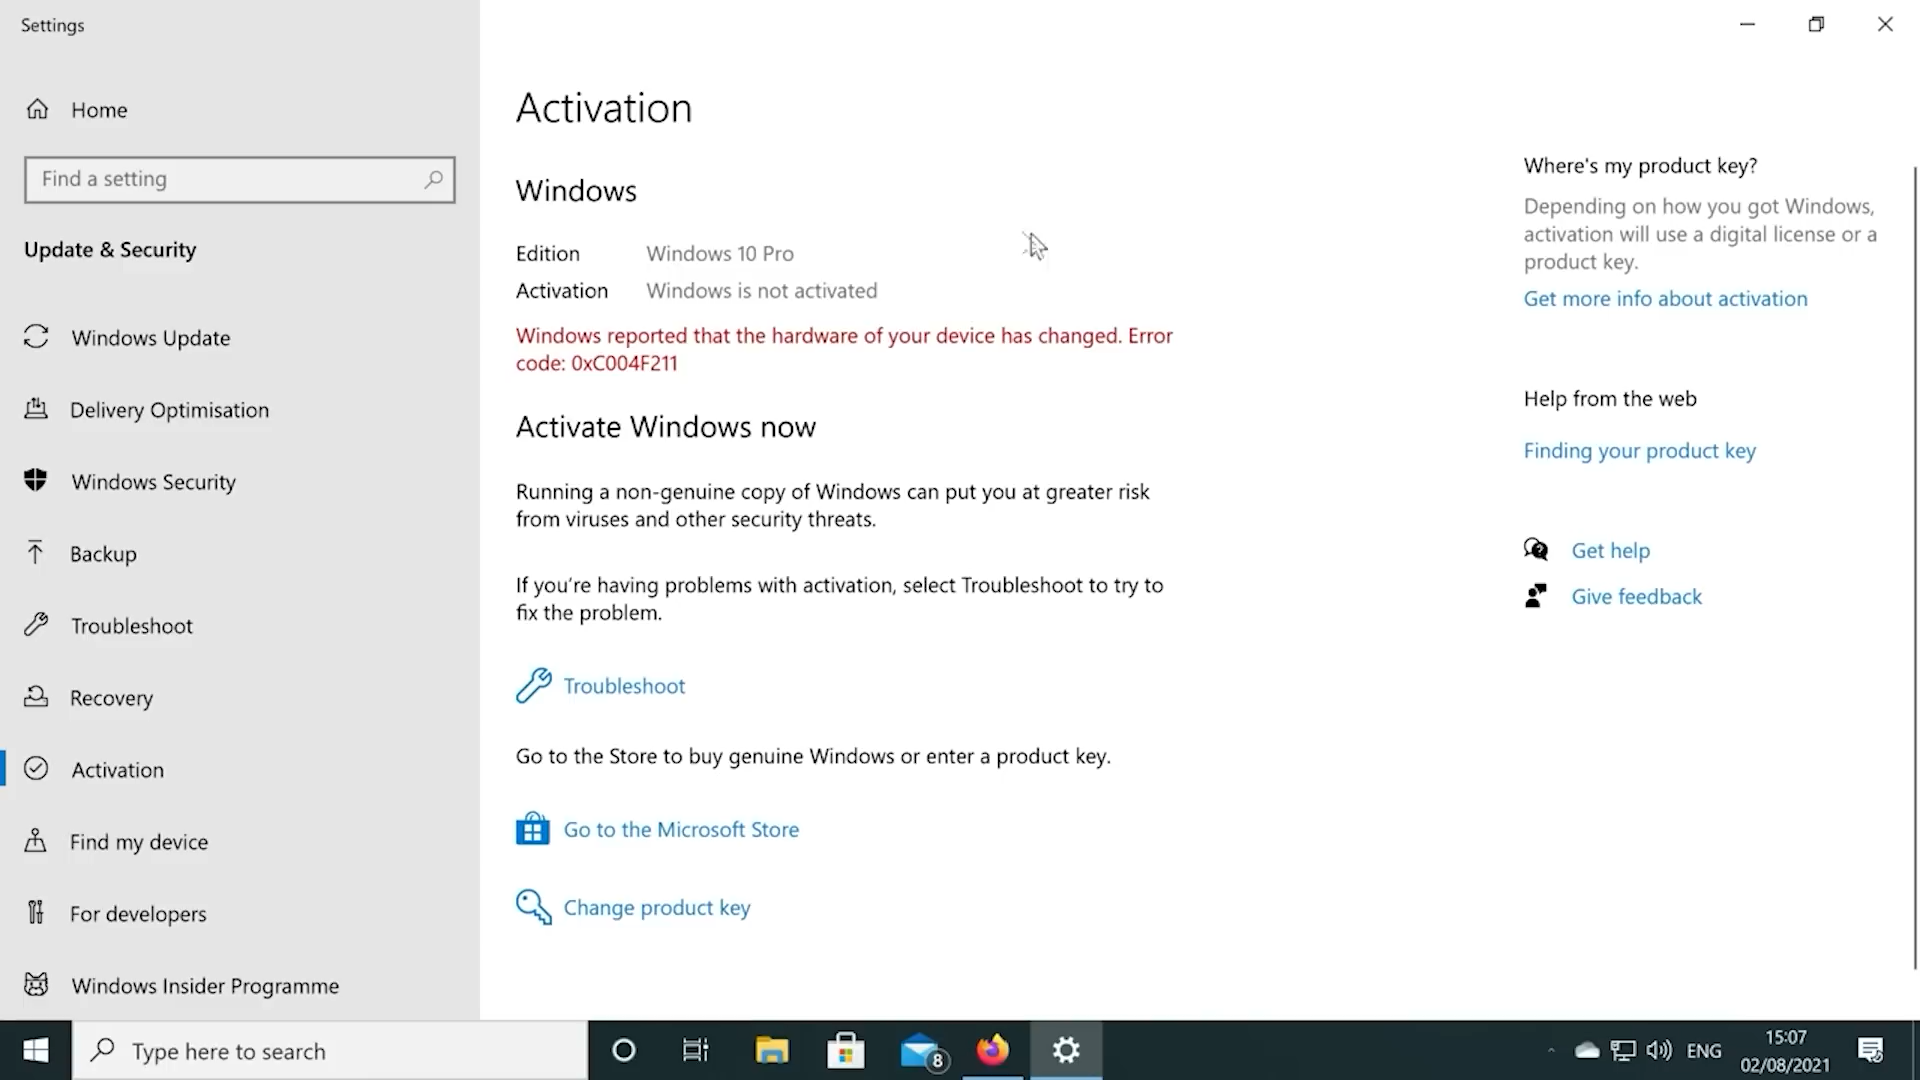 Settings
Home
Find a setting
Update & Security
Windows Update
Delivery Optimisation
Windows Security
Backup
Troubleshoot
Recovery
Activation
Find my device
For developers
Windows Insider Programme
Activation
Windows
Edition Windows 10 Pro
Activation Windows is not activated
Windows reported that the hardware of your device has changed. Error
code: 0xC004F211
Activate Windows now
Running a non-genuine copy of Windows can put you at greater risk
from viruses and other security threats.
If you're having problems with activation, select Troubleshoot to try to
fix the problem.
Troubleshoot
Go to the Store to buy genuine Windows or enter a product key.
Go to the Microsoft Store
Change product key
Where's my product key?
Depending on how you got Windows,
activation will use a digital license or a
product key.
Get more info about activation
Help from the web
Finding your product key
Get help
Give feedback
Type here to search
8
ENG
15:07
02/08/2021